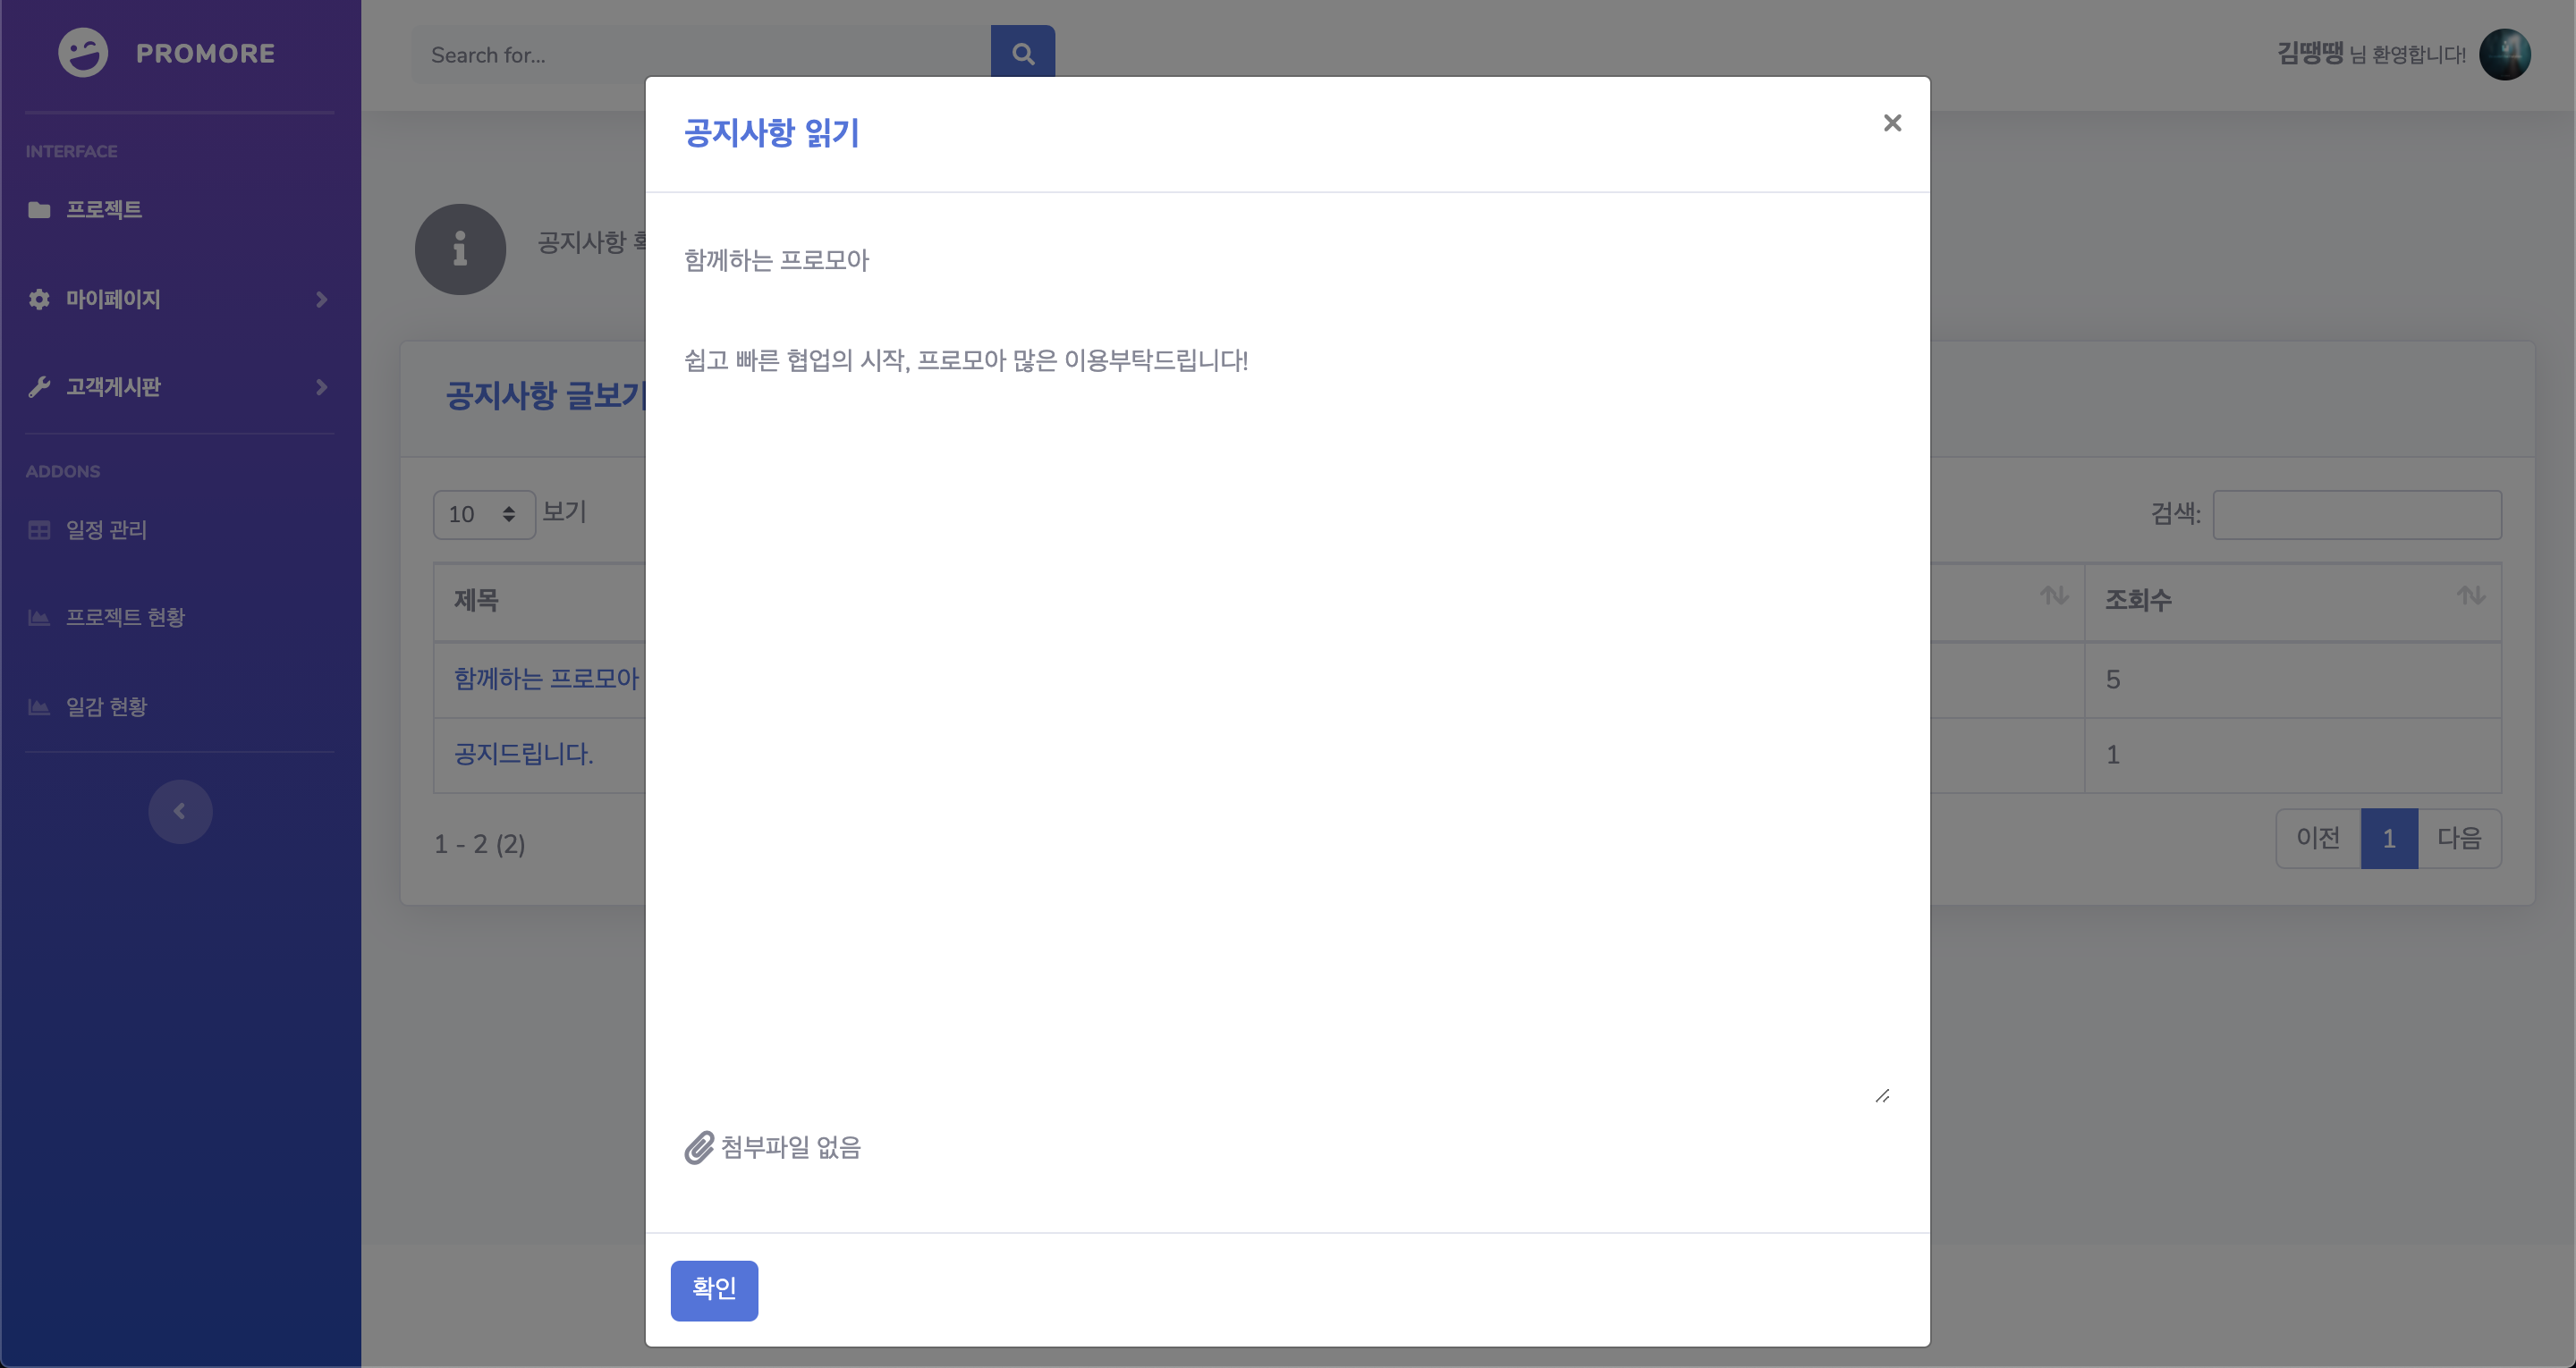 PROMORE
Search for...
김땡땡 님 환영합니다!
INTERFACE
프로젝트
마이페이지
고객게시판
ADDONS
일정 관리
프로젝트 현황
일감 현황
공지사항
공지사항 글보기
10 보기
검색:
제목
조회수
함께하는 프로모아
5
공지드립니다.
1
1 - 2 (2)
이전 1 다음
공지사항 읽기
×
함께하는 프로모아
쉽고 빠른 협업의 시작, 프로모아 많은 이용부탁드립니다!
첨부파일 없음
확인